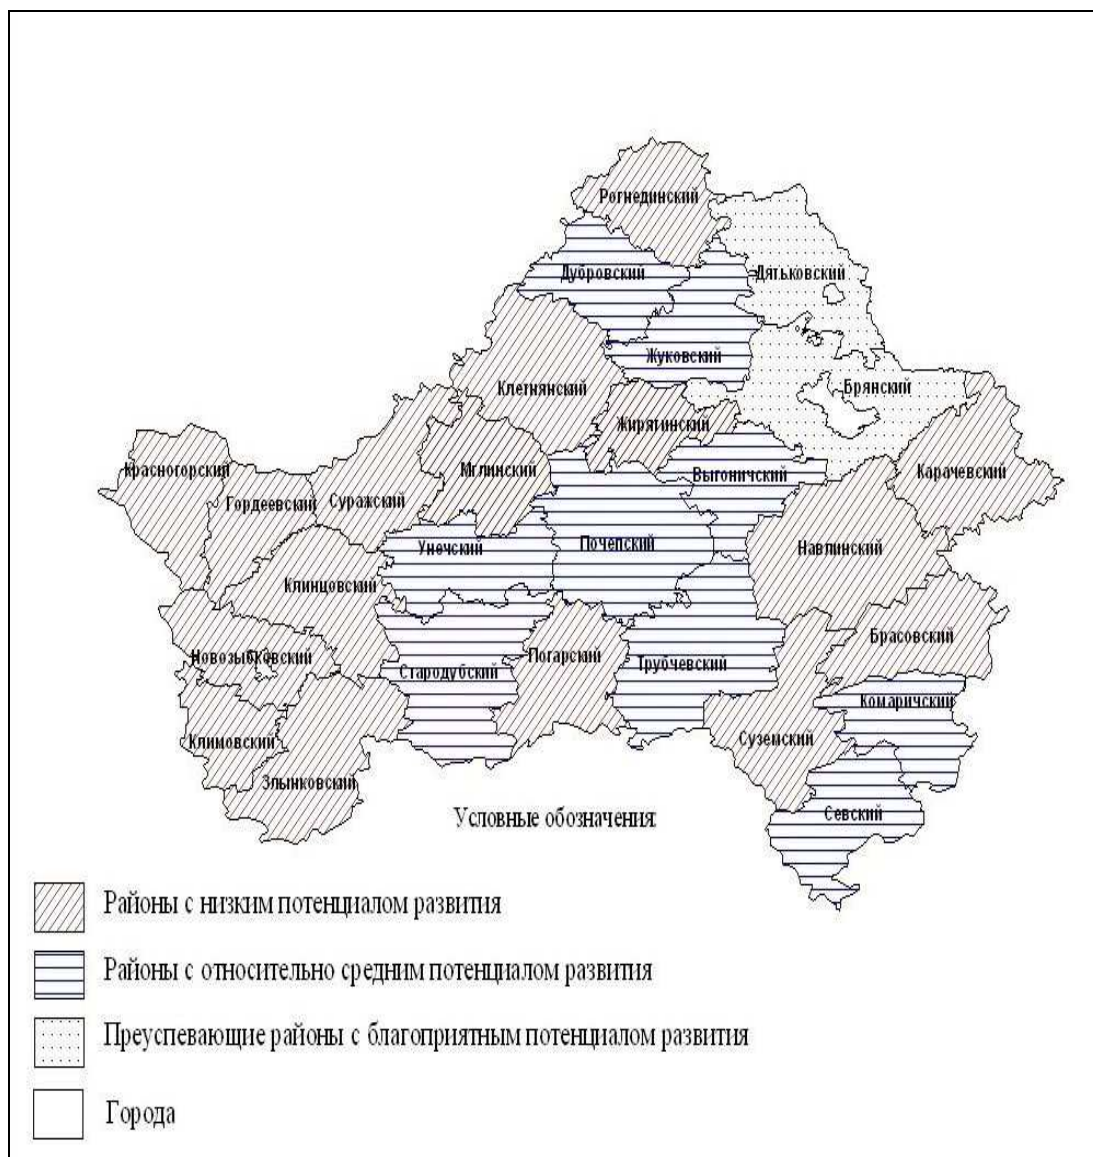 Рогнединский
Дубровский
Дятьковский
Жуковский
Клетнянский
Брянский
Жирятинский
Красногорский
Мглинский
Выгоничский
Карачевский
Гордеевский
Суражский
Унечский
Почепский
Навлинский
Клинцовский
Брасовский
Новозыбковский
Погарский
Трубчевский
Стародубский
Комаричский
Климовский
Суземский
Злынковский
Севский
Условные обозначения:
Районы с низким потенциалом развития
Районы с относительно средним потенциалом развития
Преуспевающие районы с благоприятным потенциалом развития
Города